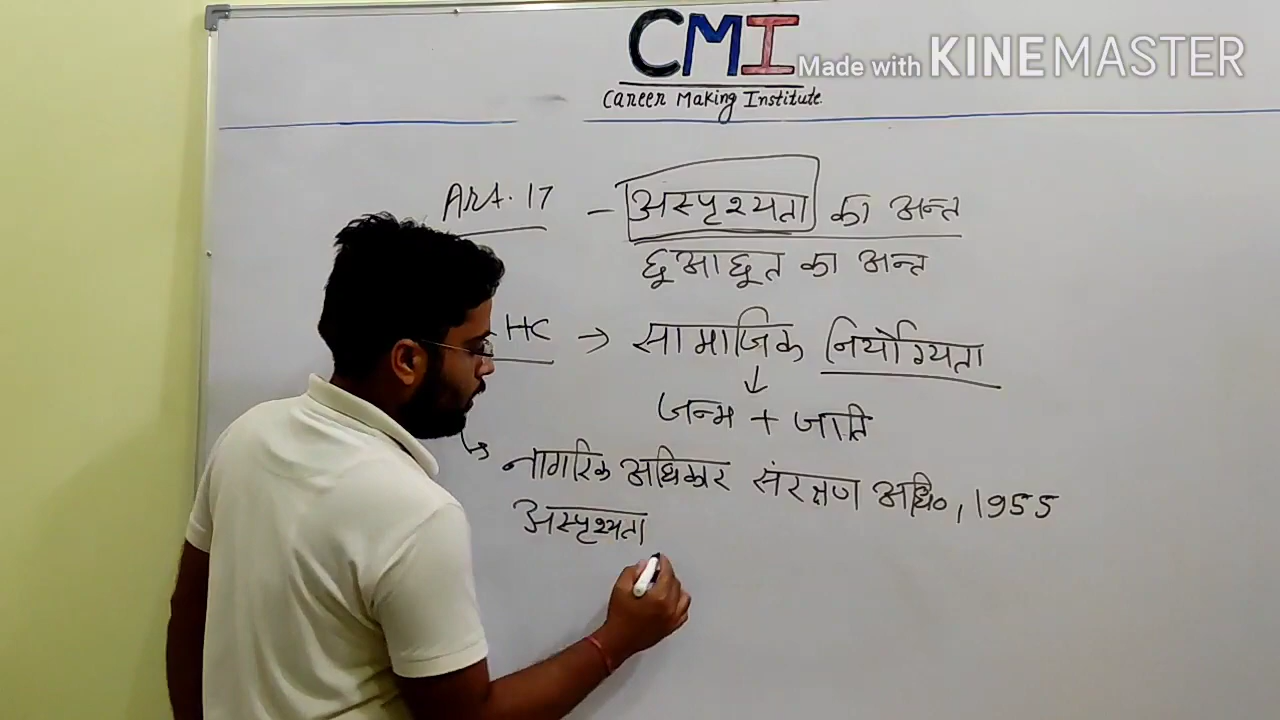 CMI
Made with KINEMASTER
Career Making Institute
Art. 17 - अस्पृश्यता का अन्त
छूआछूत का अन्त
HC → सामाजिक निर्योग्यता
↓
जन्म + जाति
↳ नागरिक अधिकार संरक्षण अधि०, 1955
अस्पृश्यता